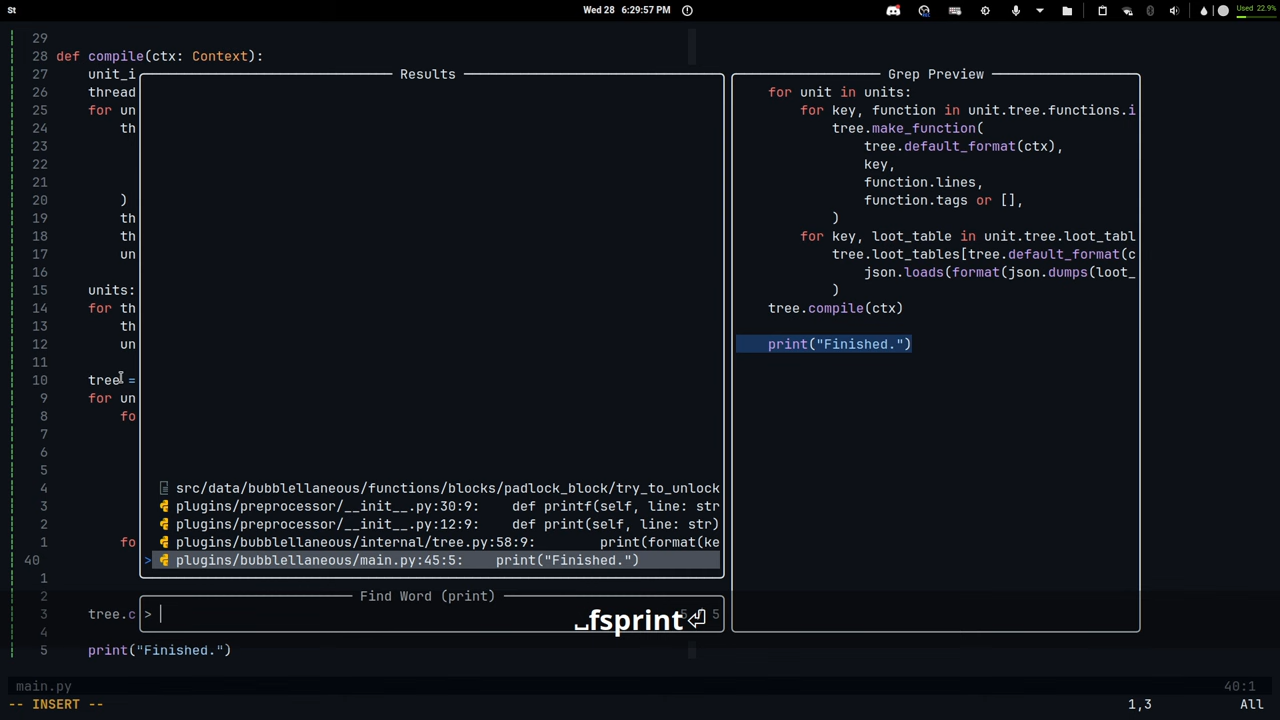 St
Wed 28 6:29:57 PM
Used 22.9%
29
28 def compile(ctx: Context):
27 unit_i
26 thread
25 for un
24 th
23
22
21
20 )
19 th
18 th
17 un
16
15 units:
14 for th
13 th
12 un
11
10 tree =
9 for un
8 fo
7
6
5
4
3
2
1 fo
40
1
2
3 tree.c
4
5 print("Finished.")
Results
src/data/bubblellaneous/functions/blocks/padlock_block/try_to_unlock
plugins/preprocessor/__init__.py:30:9: def printf(self, line: str
plugins/preprocessor/__init__.py:12:9: def print(self, line: str)
plugins/bubblellaneous/internal/tree.py:58:9: print(format(ke
> plugins/bubblellaneous/main.py:45:5: print("Finished.")
Find Word (print)
>
5
Grep Preview
for unit in units:
for key, function in unit.tree.functions.i
tree.make_function(
tree.default_format(ctx),
key,
function.lines,
function.tags or [],
)
for key, loot_table in unit.tree.loot_tabl
tree.loot_tables[tree.default_format(c
json.loads(format(json.dumps(loot_
)
tree.compile(ctx)
print("Finished.")
␣fsprint⏎
main.py 40:1
-- INSERT -- 1,3 All